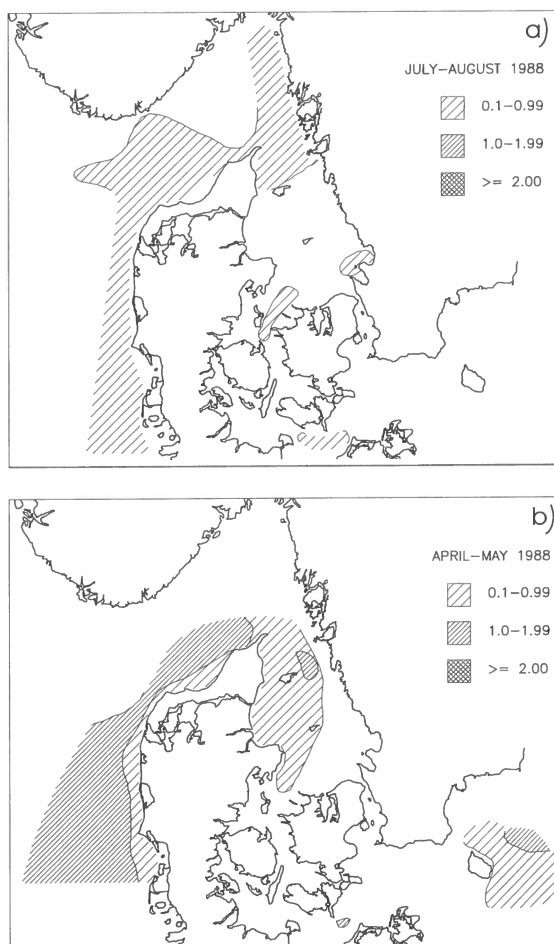 a)
JULY–AUGUST 1988
0.1–0.99
1.0–1.99
>= 2.00
b)
APRIL–MAY 1988
0.1–0.99
1.0–1.99
>= 2.00